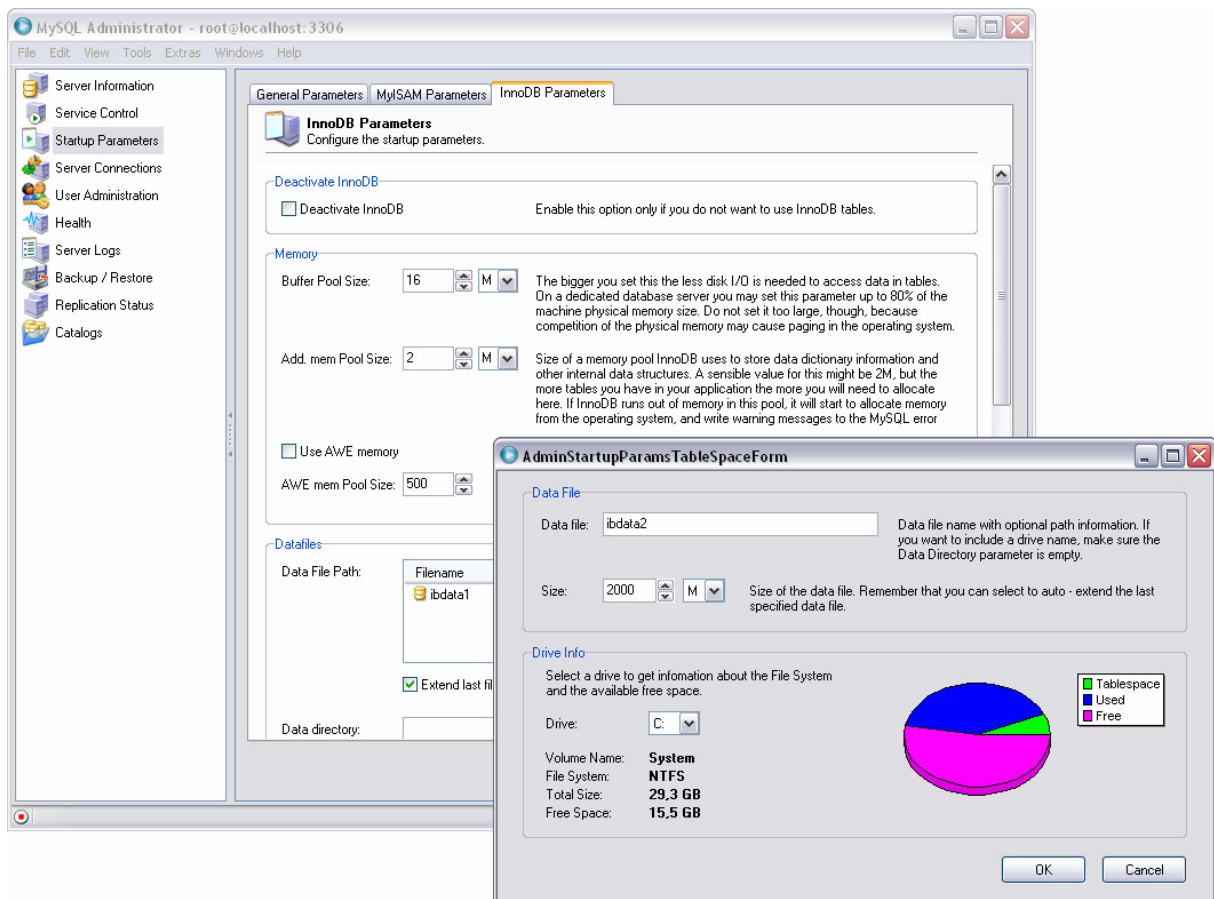 MySQL Administrator - root@localhost:3306
File Edit View Tools Extras Windows Help
Server Information
Service Control
Startup Parameters
Server Connections
User Administration
Health
Server Logs
Backup / Restore
Replication Status
Catalogs
General Parameters MyISAM Parameters InnoDB Parameters
InnoDB Parameters
Configure the startup parameters.
Deactivate InnoDB
Deactivate InnoDB Enable this option only if you do not want to use InnoDB tables.
Memory
Buffer Pool Size: 16 M The bigger you set this the less disk I/O is needed to access data in tables.
On a dedicated database server you may set this parameter up to 80% of the
machine physical memory size. Do not set it too large, though, because
competition of the physical memory may cause paging in the operating system.
Add. mem Pool Size: 2 M Size of a memory pool InnoDB uses to store data dictionary information and
other internal data structures. A sensible value for this might be 2M, but the
more tables you have in your application the more you will need to allocate
here. If InnoDB runs out of memory in this pool, it will start to allocate memory
from the operating system, and write warning messages to the MySQL error
Use AWE memory
AWE mem Pool Size: 500
Datafiles
Data File Path: Filename
ibdata1
Extend last fil
Data directory:
AdminStartupParamsTableSpaceForm
Data File
Data file: ibdata2 Data file name with optional path information. If
you want to include a drive name, make sure the
Data Directory parameter is empty.
Size: 2000 M Size of the data file. Remember that you can select to auto - extend the last
specified data file.
Drive Info
Select a drive to get infomation about the File System
and the available free space.
Drive: C:
Volume Name: System
File System: NTFS
Total Size: 29,3 GB
Free Space: 15,5 GB
Tablespace
Used
Free
OK Cancel